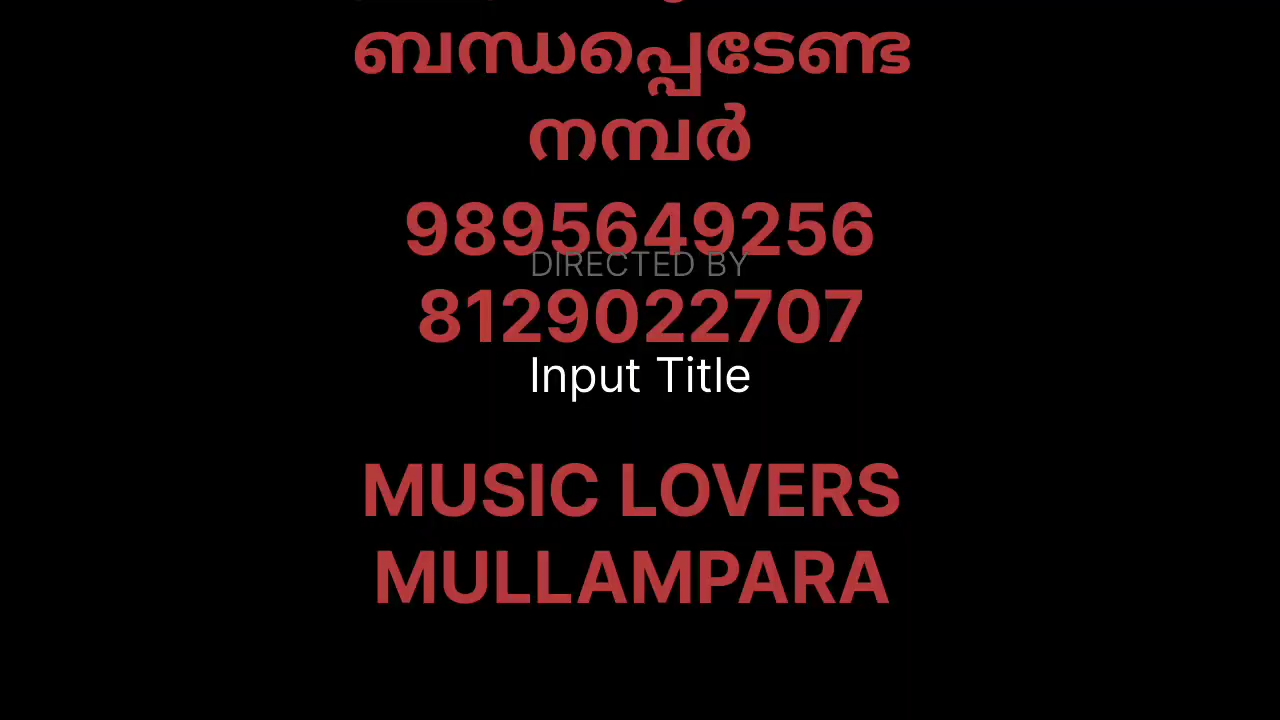 ബന്ധപ്പെടേണ്ട
നമ്പർ
9895649256
DIRECTED BY
8129022707
Input Title
MUSIC LOVERS
MULLAMPARA